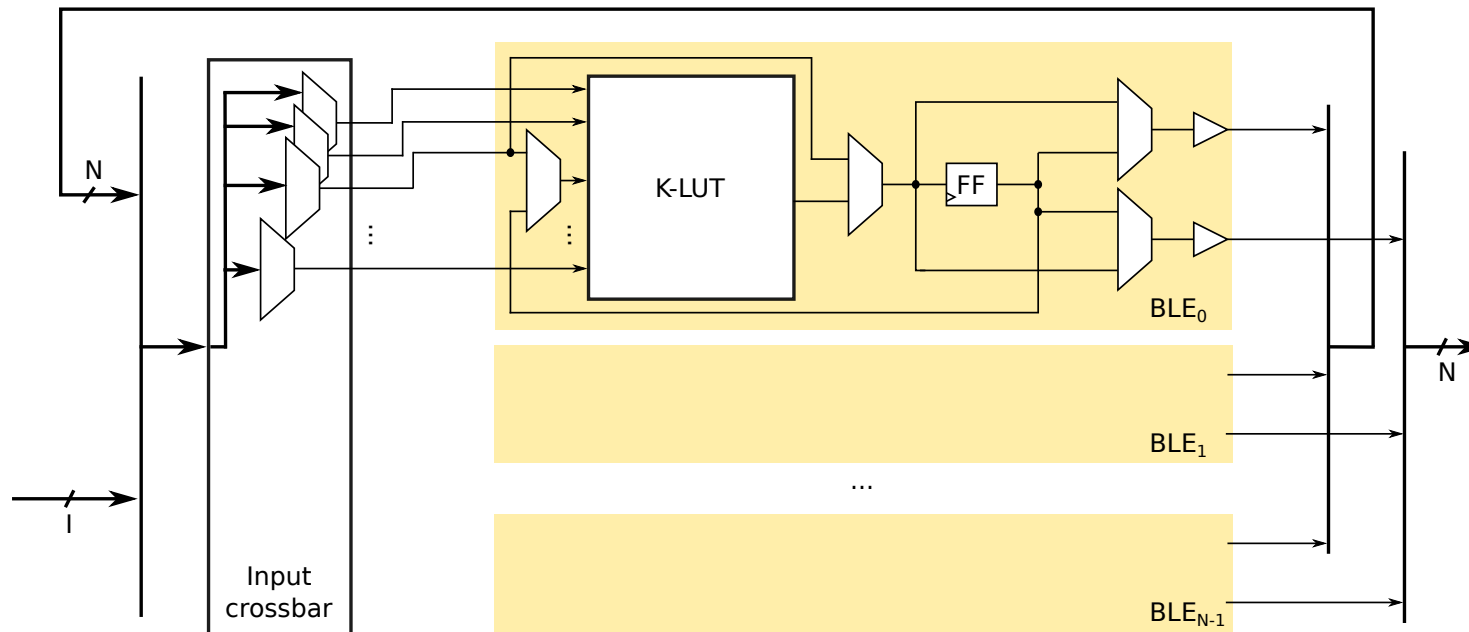 N
K-LUT
FF
⋮
⋮
BLE0
N
BLE1
...
I
Input
crossbar
BLEN-1